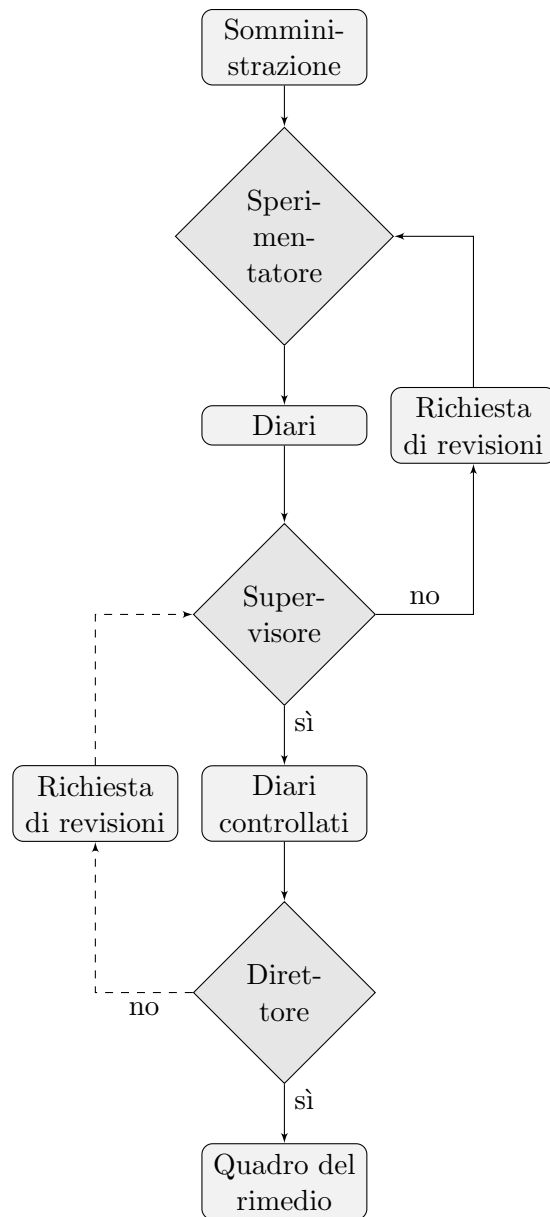 Sommini-
strazione
Speri-
men-
tatore
Diari
Richiesta
di revisioni
Super-
visore
no
sì
Richiesta
di revisioni
Diari
controllati
Diret-
tore
no
sì
Quadro del
rimedio